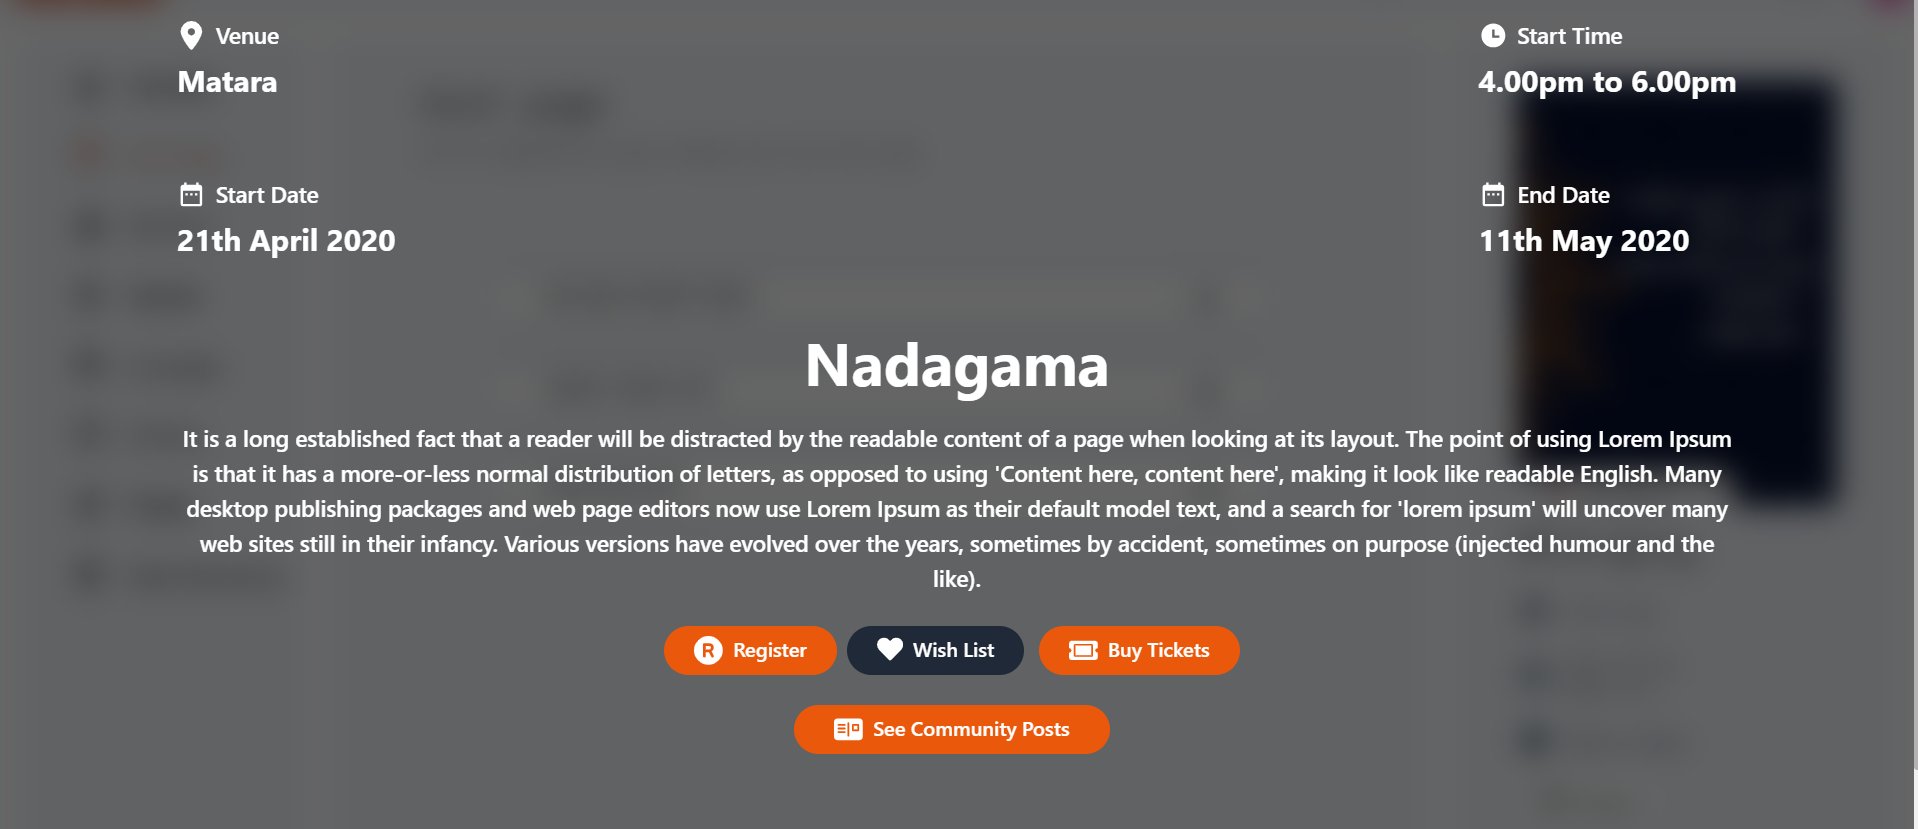 Venue
Matara
Start Time
4.00pm to 6.00pm
Start Date
21th April 2020
End Date
11th May 2020
Nadagama
It is a long established fact that a reader will be distracted by the readable content of a page when looking at its layout. The point of using Lorem Ipsum
is that it has a more-or-less normal distribution of letters, as opposed to using 'Content here, content here', making it look like readable English. Many
desktop publishing packages and web page editors now use Lorem Ipsum as their default model text, and a search for 'lorem ipsum' will uncover many
web sites still in their infancy. Various versions have evolved over the years, sometimes by accident, sometimes on purpose (injected humour and the
like).
R Register
Wish List
Buy Tickets
See Community Posts